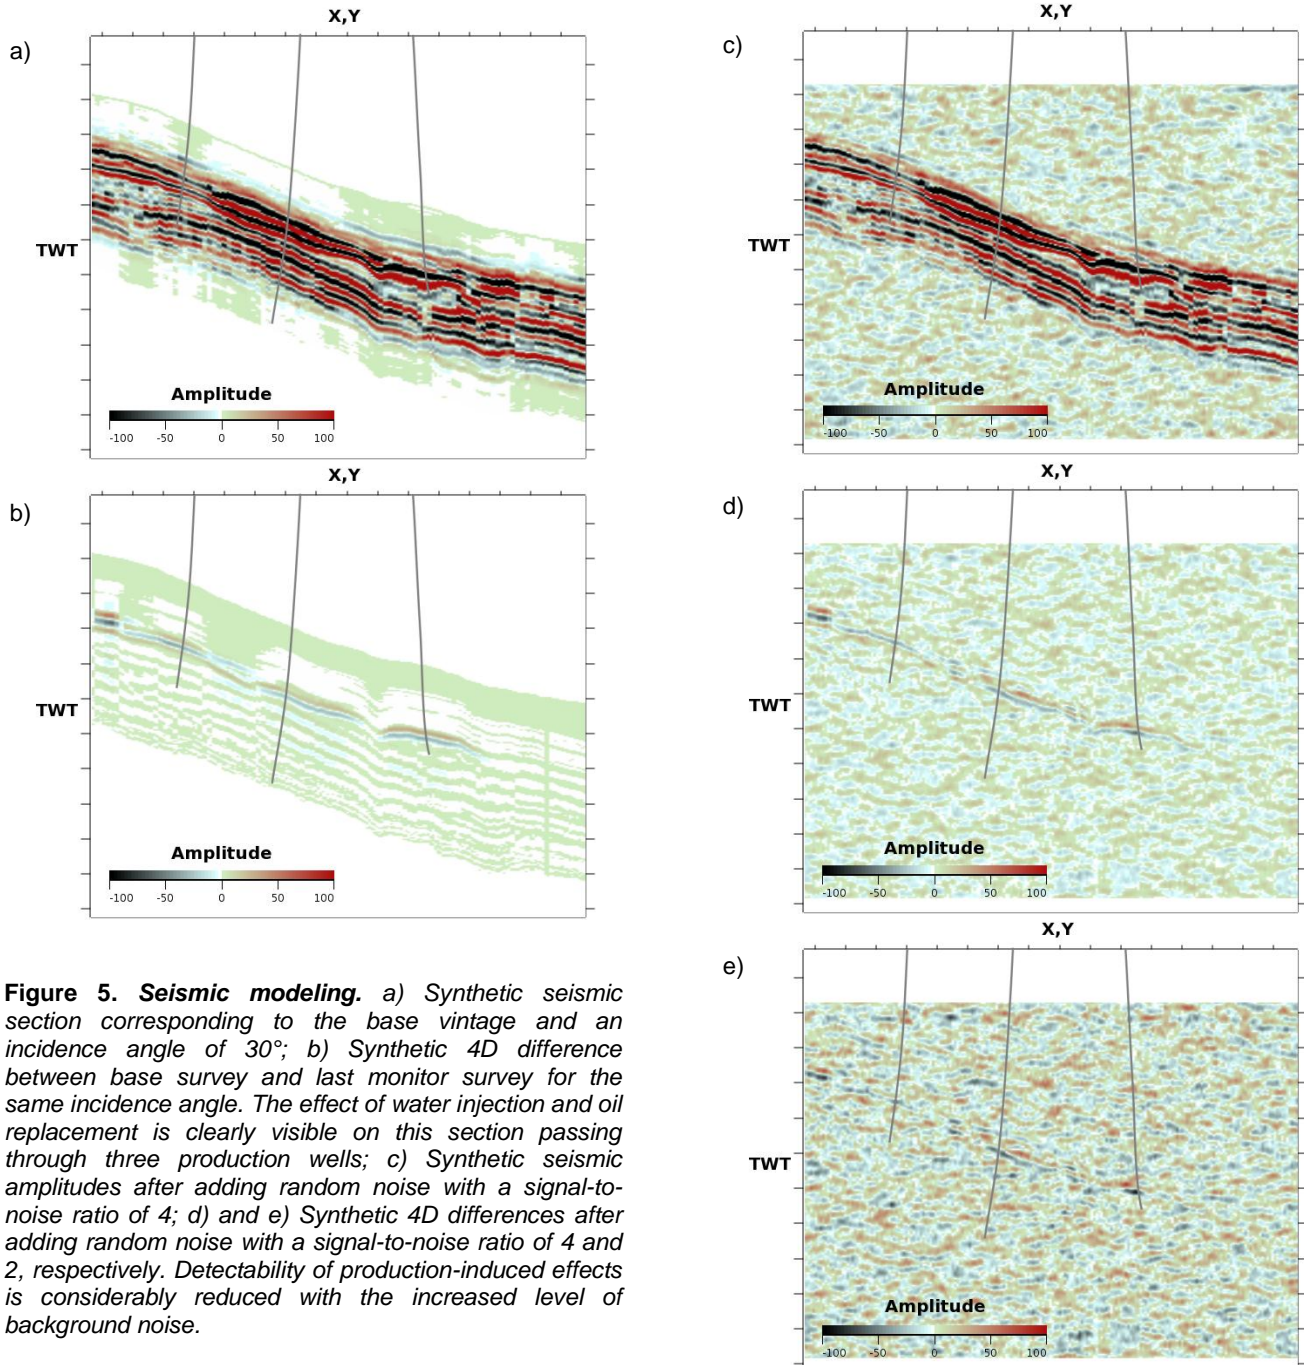 X,Y
a)
TWT
Amplitude
-100 -50 0 50 100
X,Y
b)
TWT
Amplitude
-100 -50 0 50 100
Figure 5. Seismic modeling. a) Synthetic seismic
section corresponding to the base vintage and an
incidence angle of 30°; b) Synthetic 4D difference
between base survey and last monitor survey for the
same incidence angle. The effect of water injection and oil
replacement is clearly visible on this section passing
through three production wells; c) Synthetic seismic
amplitudes after adding random noise with a signal-to-
noise ratio of 4; d) and e) Synthetic 4D differences after
adding random noise with a signal-to-noise ratio of 4 and
2, respectively. Detectability of production-induced effects
is considerably reduced with the increased level of
background noise.
X,Y
c)
TWT
Amplitude
-100 -50 0 50 100
X,Y
d)
TWT
Amplitude
-100 -50 0 50 100
X,Y
e)
TWT
Amplitude
-100 -50 0 50 100